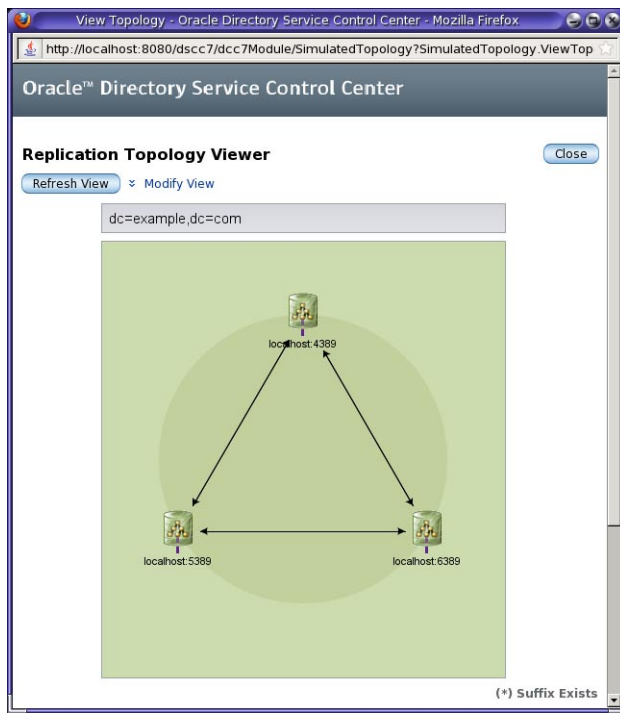 View Topology - Oracle Directory Service Control Center - Mozilla Firefox
http://localhost:8080/dscc7/dcc7Module/SimulatedTopology?SimulatedTopology.ViewTop
Oracle™ Directory Service Control Center
Replication Topology Viewer
Close
Refresh View
Modify View
dc=example,dc=com
localhost:4389
localhost:5389
localhost:6389
(*) Suffix Exists